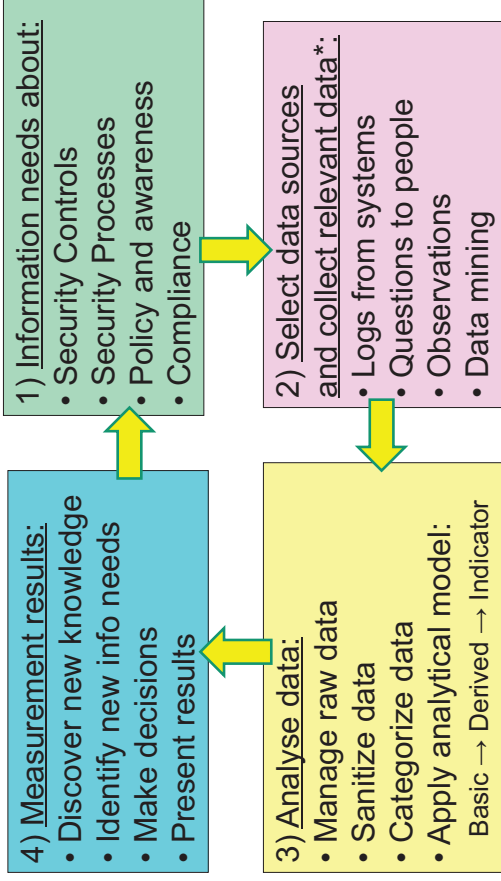 1) Information needs about:
• Security Controls
• Security Processes
• Policy and awareness
• Compliance
2) Select data sources
and collect relevant data*:
• Logs from systems
• Questions to people
• Observations
• Data mining
3) Analyse data:
• Manage raw data
• Sanitize data
• Categorize data
• Apply analytical model:
Basic → Derived → Indicator
4) Measurement results:
• Discover new knowledge
• Identify new info needs
• Make decisions
• Present results